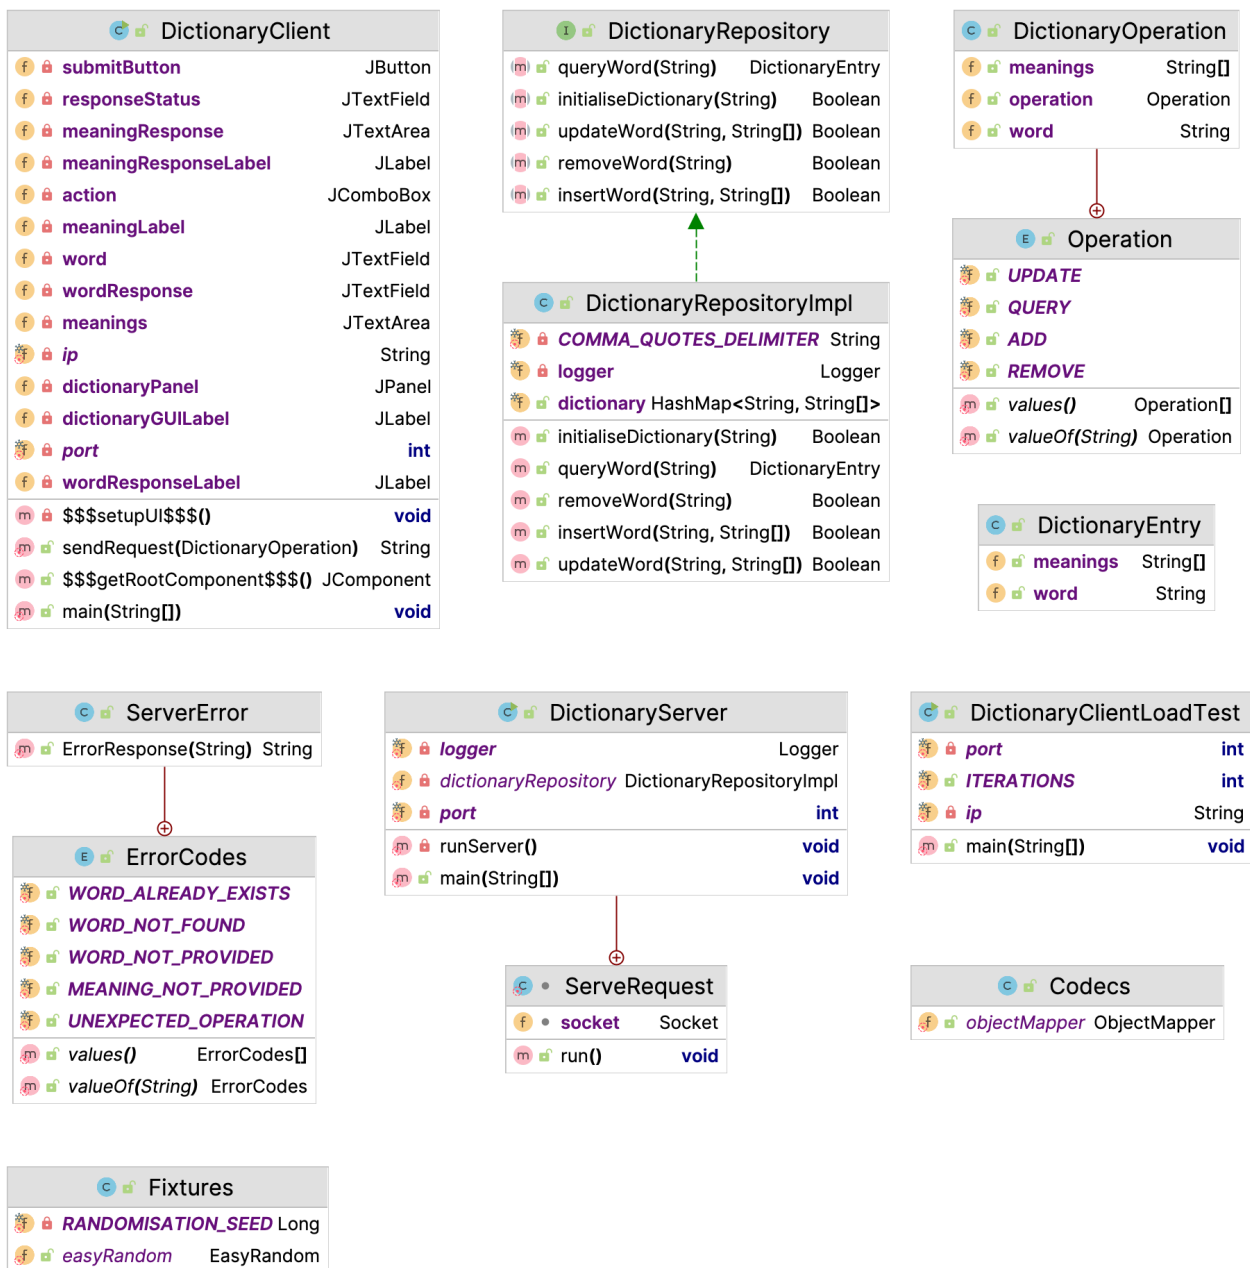 DictionaryClient
submitButton JButton
responseStatus JTextField
meaningResponse JTextArea
meaningResponseLabel JLabel
action JComboBox
meaningLabel JLabel
word JTextField
wordResponse JTextField
meanings JTextArea
ip String
dictionaryPanel JPanel
dictionaryGUILabel JLabel
port int
wordResponseLabel JLabel
$$$setupUI$$$() void
sendRequest(DictionaryOperation) String
$$$getRootComponent$$$() JComponent
main(String[]) void
DictionaryRepository
queryWord(String) DictionaryEntry
initialiseDictionary(String) Boolean
updateWord(String, String[]) Boolean
removeWord(String) Boolean
insertWord(String, String[]) Boolean
DictionaryRepositoryImpl
COMMA_QUOTES_DELIMITER String
logger Logger
dictionary HashMap<String, String[]>
initialiseDictionary(String) Boolean
queryWord(String) DictionaryEntry
removeWord(String) Boolean
insertWord(String, String[]) Boolean
updateWord(String, String[]) Boolean
DictionaryOperation
meanings String[]
operation Operation
word String
Operation
UPDATE
QUERY
ADD
REMOVE
values() Operation[]
valueOf(String) Operation
DictionaryEntry
meanings String[]
word String
ServerError
ErrorResponse(String) String
ErrorCodes
WORD_ALREADY_EXISTS
WORD_NOT_FOUND
WORD_NOT_PROVIDED
MEANING_NOT_PROVIDED
UNEXPECTED_OPERATION
values() ErrorCodes[]
valueOf(String) ErrorCodes
DictionaryServer
logger Logger
dictionaryRepository DictionaryRepositoryImpl
port int
runServer() void
main(String[]) void
ServeRequest
socket Socket
run() void
DictionaryClientLoadTest
port int
ITERATIONS int
ip String
main(String[]) void
Codecs
objectMapper ObjectMapper
Fixtures
RANDOMISATION_SEED Long
easyRandom EasyRandom